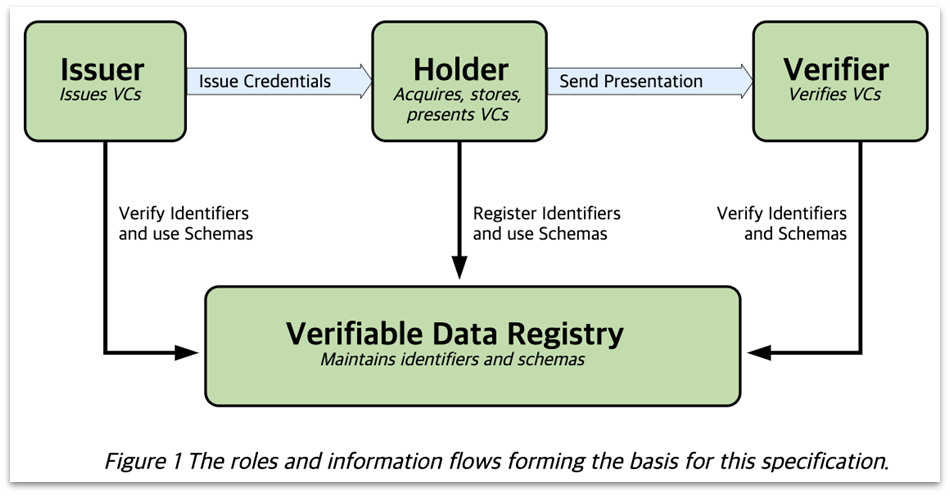 Issuer
Issues VCs
Issue Credentials
Holder
Acquires, stores,
presents VCs
Send Presentation
Verifier
Verifies VCs
Verify Identifiers
and use Schemas
Register Identifiers
and use Schemas
Verify Identifiers
and Schemas
Verifiable Data Registry
Maintains identifiers and schemas
Figure 1 The roles and information flows forming the basis for this specification.